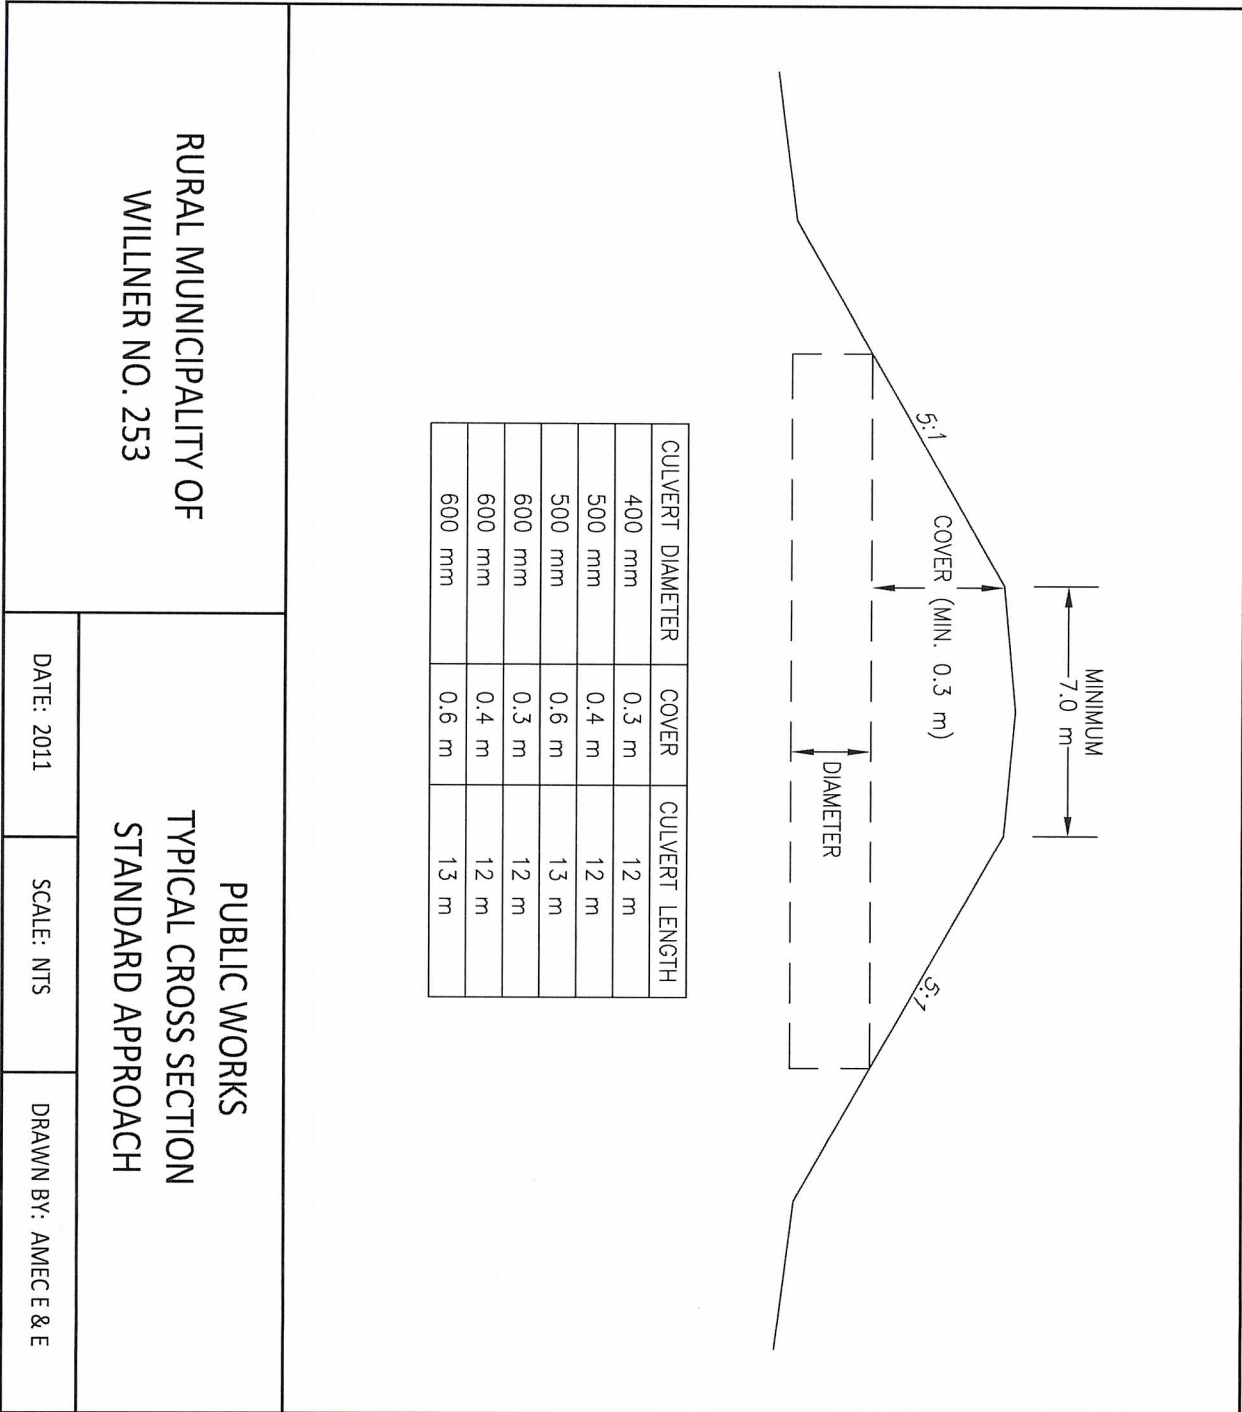 MINIMUM
7.0 m
5:1
COVER (MIN. 0.3 m)
5:1
DIAMETER
CULVERT DIAMETER COVER CULVERT LENGTH
400 mm 0.3 m 12 m
500 mm 0.4 m 12 m
500 mm 0.6 m 13 m
600 mm 0.3 m 12 m
600 mm 0.4 m 12 m
600 mm 0.6 m 13 m
RURAL MUNICIPALITY OF
WILLNER NO. 253
PUBLIC WORKS
TYPICAL CROSS SECTION
STANDARD APPROACH
DATE: 2011
SCALE: NTS
DRAWN BY: AMEC E & E